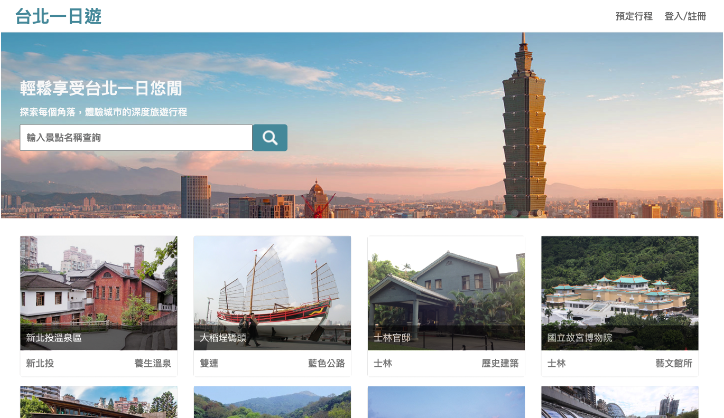 台北一日遊
預定行程 登入/註冊
輕鬆享受台北一日悠閒
探索每個角落，體驗城市的深度旅遊行程
輸入景點名稱查詢
新北投溫泉區
大稻埕碼頭
士林官邸
國立故宮博物院
新北投 養生溫泉
雙連 藍色公路
士林 歷史建築
士林 藝文館所